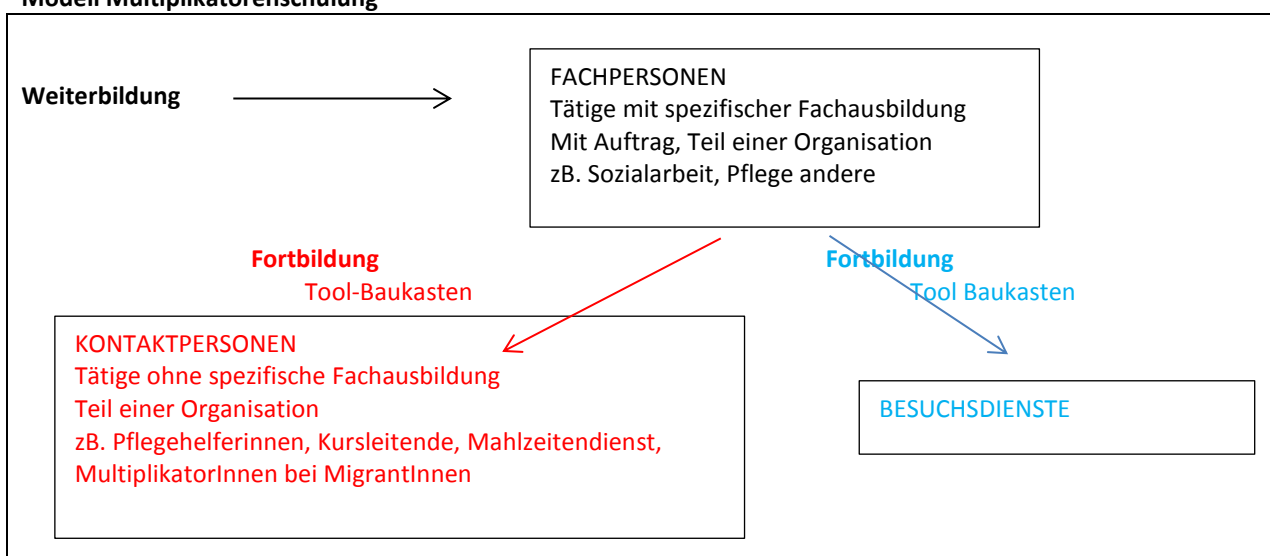 Modell Multiplikatorenschulung
Weiterbildung
FACHPERSONEN
Tätige mit spezifischer Fachausbildung
Mit Auftrag, Teil einer Organisation
zB. Sozialarbeit, Pflege andere
Fortbildung
Tool-Baukasten
Fortbildung
Tool Baukasten
KONTAKTPERSONEN
Tätige ohne spezifische Fachausbildung
Teil einer Organisation
zB. Pflegehelferinnen, Kursleitende, Mahlzeitendienst,
MultiplikatorInnen bei MigrantInnen
BESUCHSDIENSTE